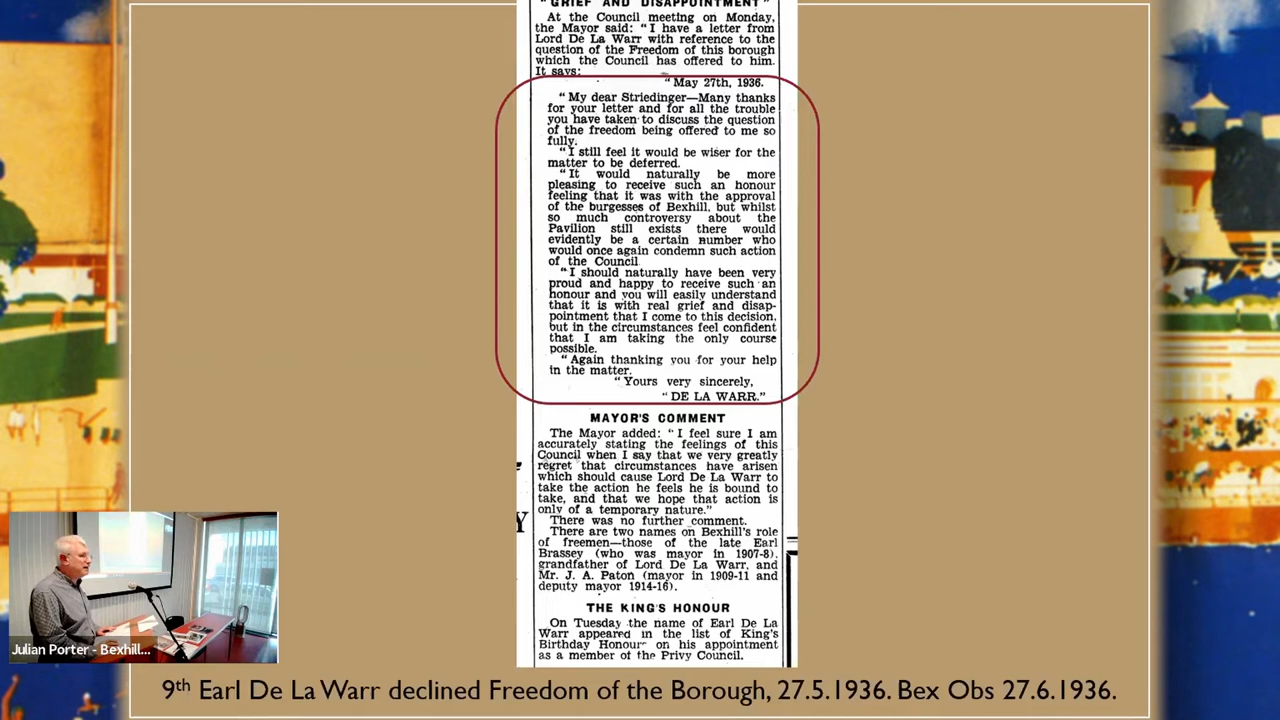 "GRIEF AND DISAPPOINTMENT"
At the Council meeting on Monday,
the Mayor said: "I have a letter from
Lord De La Warr with reference to the
question of the Freedom of this borough
which the Council has offered to him.
It says:
"May 27th, 1936.
"My dear Striedinger—Many thanks
for your letter and for all the trouble
you have taken to discuss the question
of the freedom being offered to me so
fully.
"I still feel it would be wiser for the
matter to be deferred.
"It would naturally be more
pleasing to receive such an honour
feeling that it was with the approval
of the burgesses of Bexhill, but whilst
so much controversy about the
Pavilion still exists there would
evidently be a certain number who
would once again condemn such action
of the Council
"I should naturally have been very
proud and happy to receive such an
honour and you will easily understand
that it is with real grief and disap-
pointment that I come to this decision,
but in the circumstances feel confident
that I am taking the only course
possible.
"Again thanking you for your help
in the matter.
"Yours very sincerely,
"DE LA WARR."
MAYOR'S COMMENT
The Mayor added: "I feel sure I am
accurately stating the feelings of this
Council when I say that we very greatly
regret that circumstances have arisen
which should cause Lord De La Warr to
take the action he feels he is bound to
take, and that we hope that action is
only of a temporary nature."
There was no further comment.
There are two names on Bexhill's role
of freemen—those of the late Earl
Brassey (who was mayor in 1907-8),
grandfather of Lord De La Warr, and
Mr. J. A. Paton (mayor in 1909-11 and
deputy mayor 1914-16).
THE KING'S HONOUR
On Tuesday the name of Earl De La
Warr appeared in the list of King's
Birthday Honours on his appointment
as a member of the Privy Council.
Y
Julian Porter - Bexhill...
9th Earl De La Warr declined Freedom of the Borough, 27.5.1936. Bex Obs 27.6.1936.